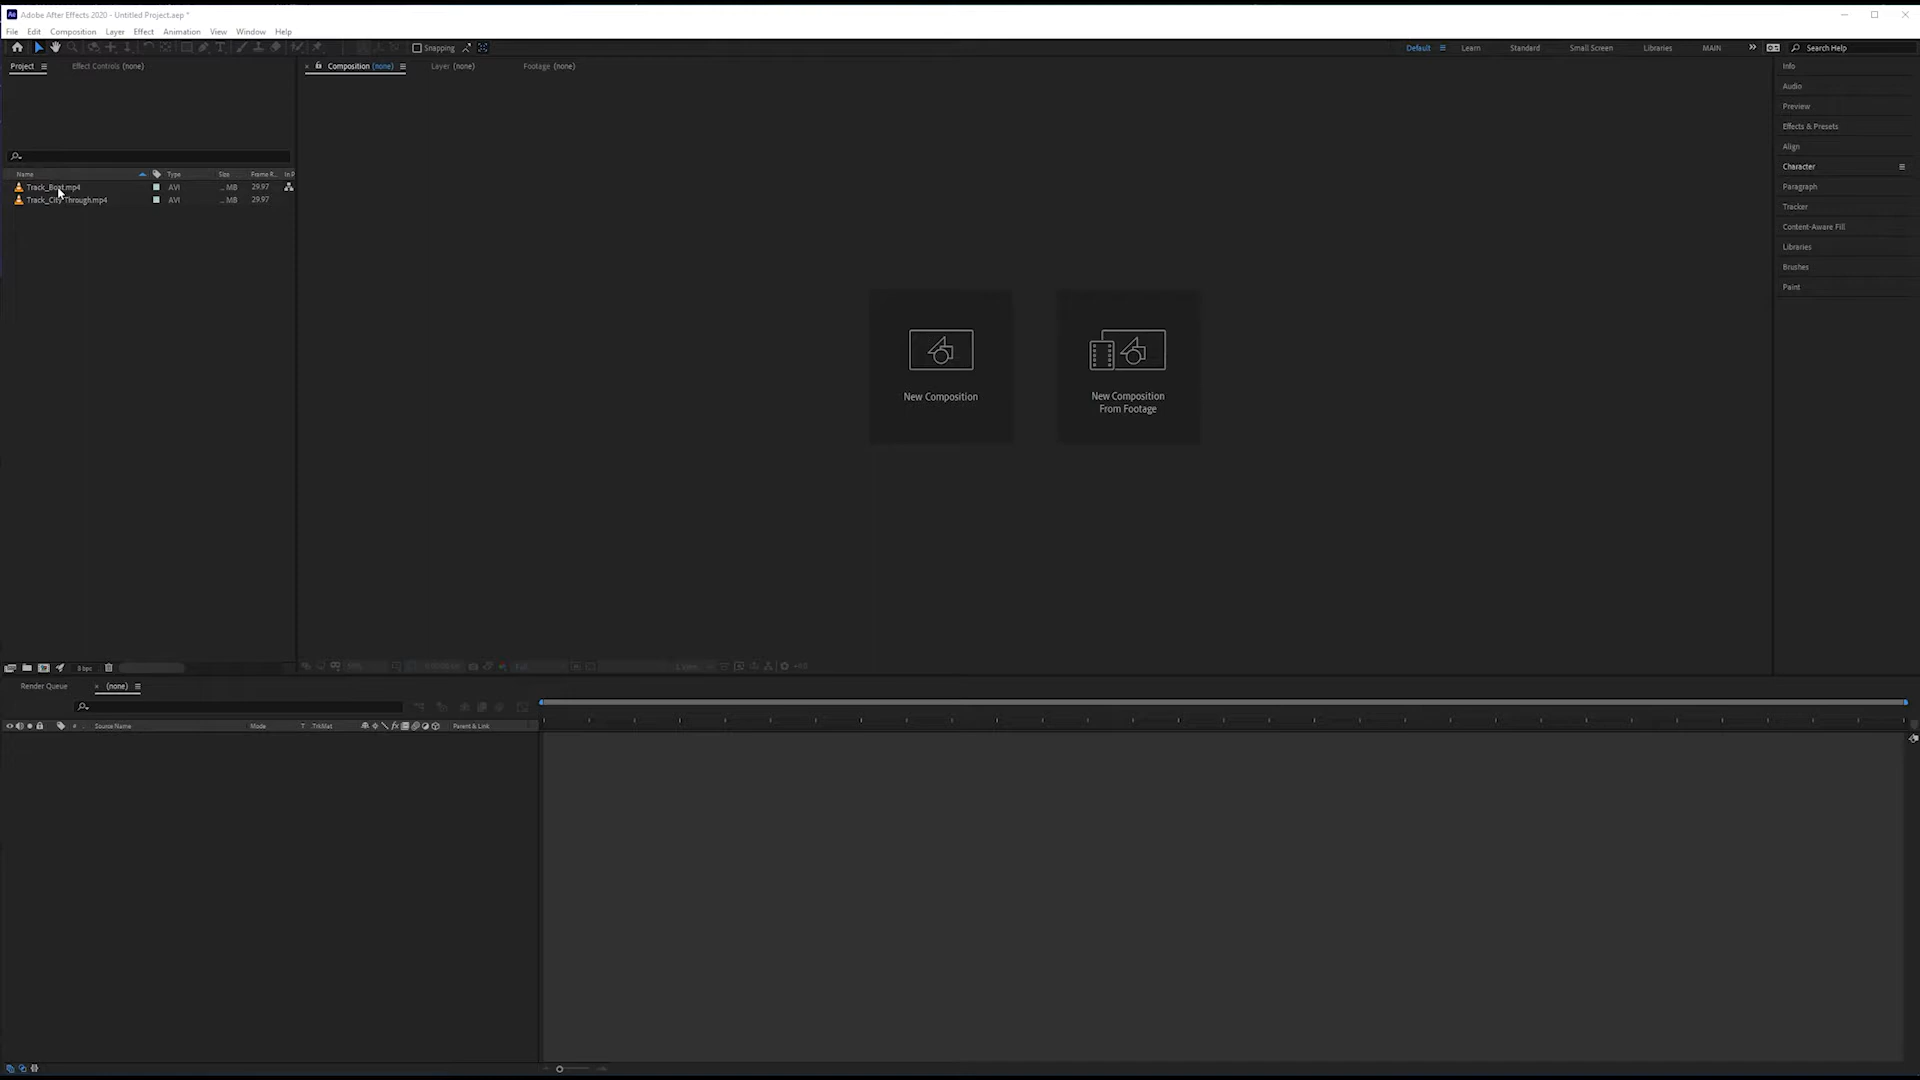 Adobe After Effects 2020 - Untitled Project.aep *
File Edit Composition Layer Effect Animation View Window Help
Snapping
Default Learn Standard Small Screen Libraries MAIN Search Help
Project Effect Controls (none)
Composition (none) Layer (none) Footage (none)
Info
Audio
Preview
Effects & Presets
Align
Character
Paragraph
Tracker
Content-Aware Fill
Libraries
Brushes
Paint
Name Type Size Frame R... In P
Track_Boat.mp4 AVI ... MB 29.97
Track_City-Through.mp4 AVI ... MB 29.97
New Composition
New Composition
From Footage
8 bpc
Render Queue (none)
# Source Name Mode T .TrkMat Parent & Link